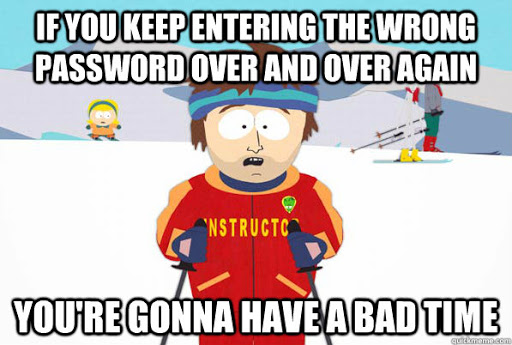 IF YOU KEEP ENTERING THE WRONG
PASSWORD OVER AND OVER AGAIN
INSTRUCTO
YOU'RE GONNA HAVE A BAD TIME
quickmeme.com